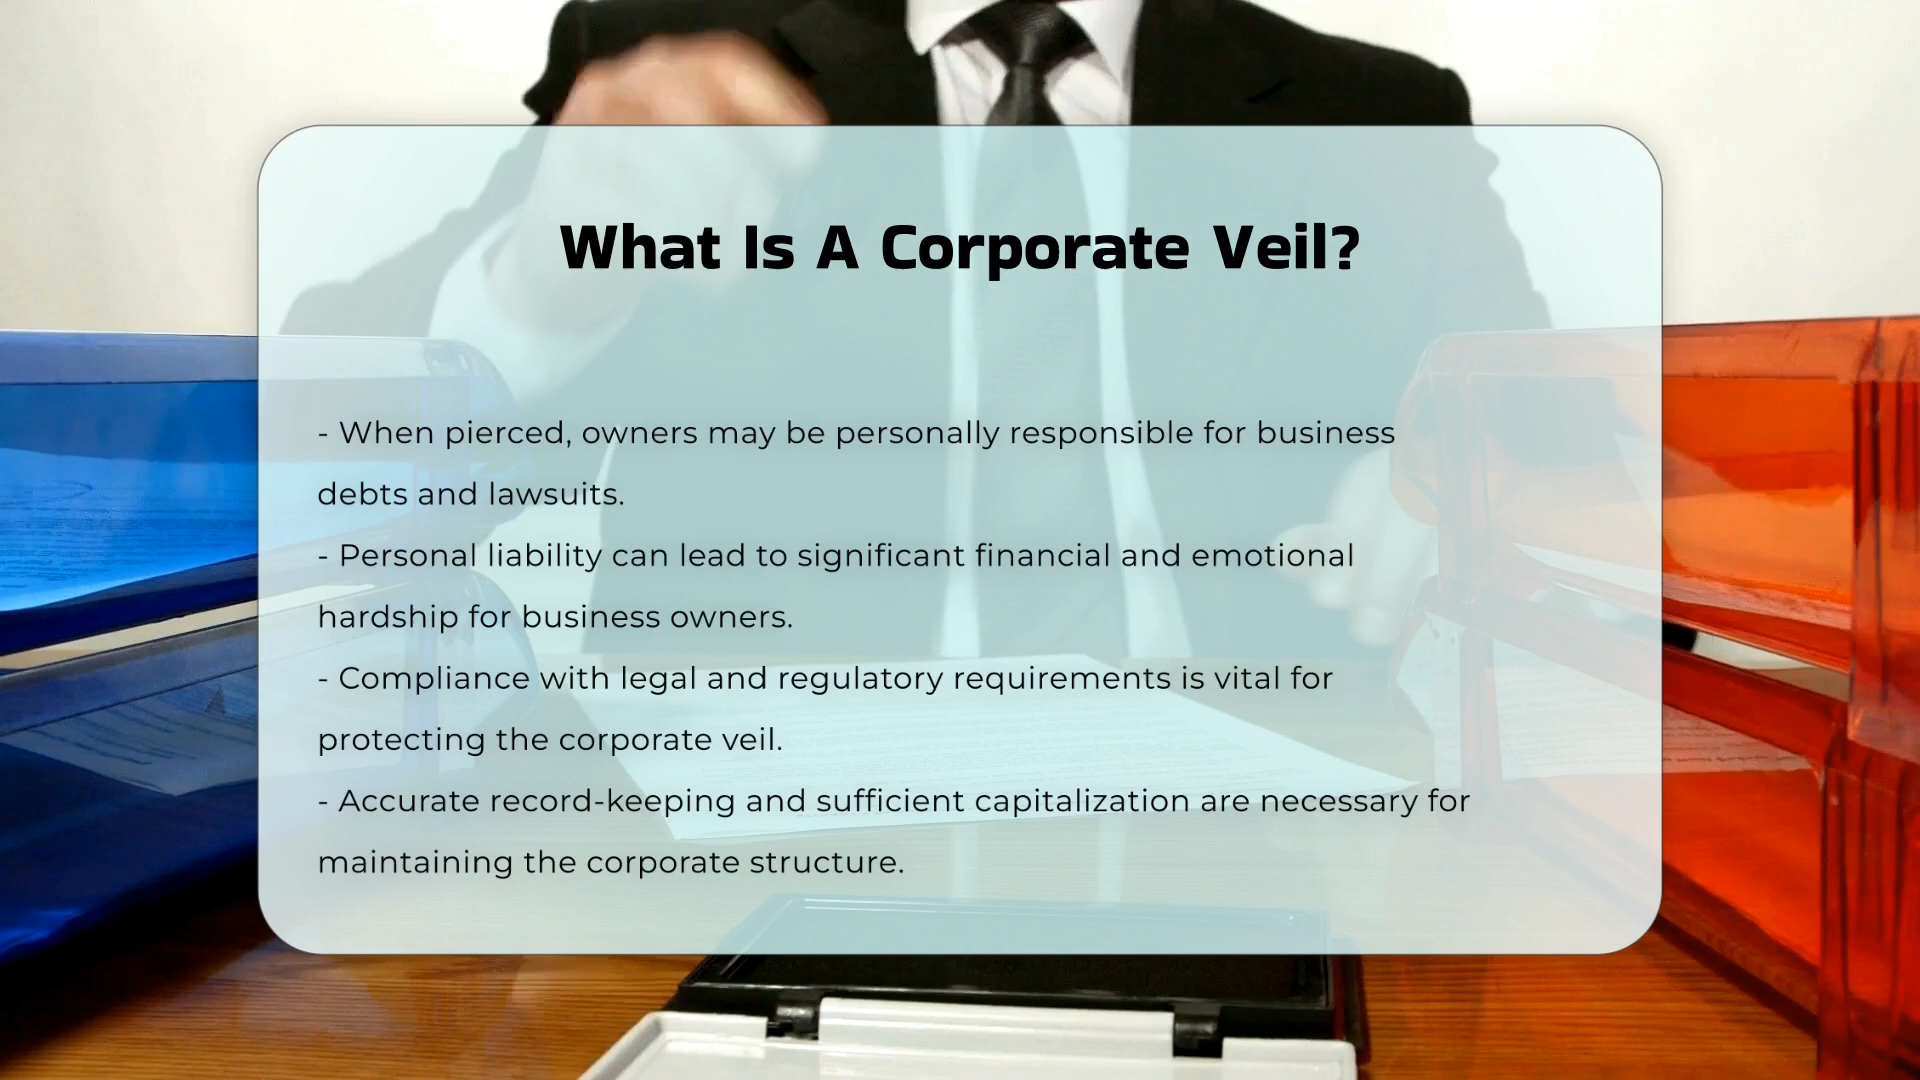 What Is A Corporate Veil?
- When pierced, owners may be personally responsible for business
debts and lawsuits.
- Personal liability can lead to significant financial and emotional
hardship for business owners.
- Compliance with legal and regulatory requirements is vital for
protecting the corporate veil.
- Accurate record-keeping and sufficient capitalization are necessary for
maintaining the corporate structure.